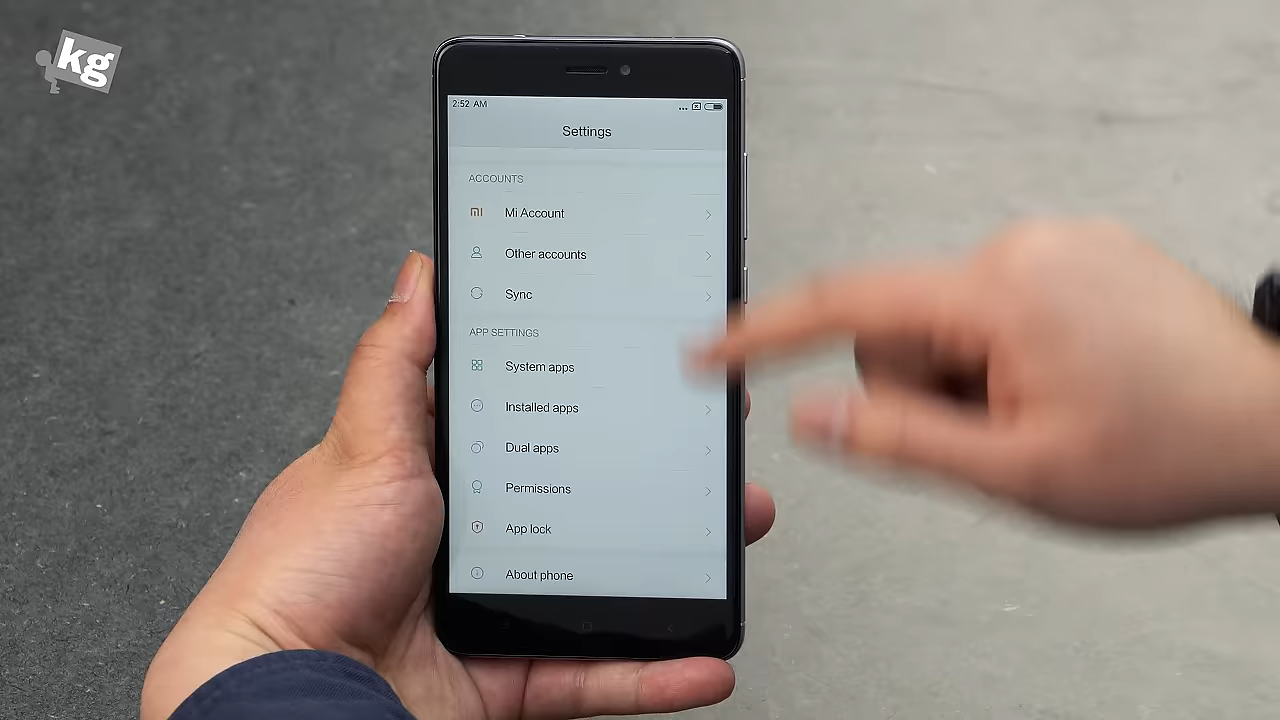 kg
2:52 AM
Settings
ACCOUNTS
Mi Account
Other accounts
Sync
APP SETTINGS
System apps
Installed apps
Dual apps
Permissions
App lock
About phone